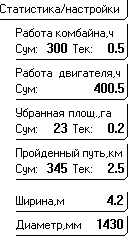 Статистика/настройки
Работа комбайна,ч
Сум: 300 Тек: 0.5
Работа двигателя,ч
Сум: 400.5
Убранная площ.,га
Сум: 23 Тек: 0.2
Пройденный путь,км
Сум: 345 Тек: 2.5
Ширина,м 4.2
Диаметр,мм 1430